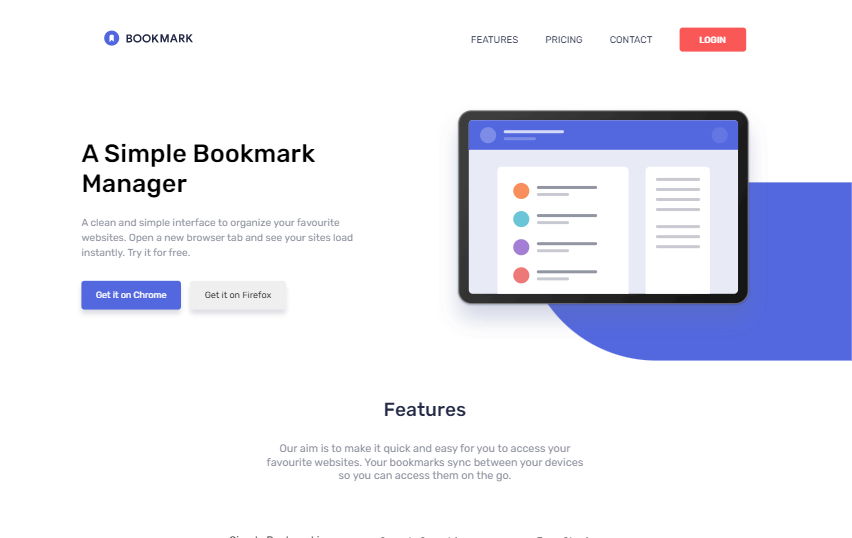 BOOKMARK
FEATURES
PRICING
CONTACT
LOGIN
A Simple Bookmark
Manager
A clean and simple interface to organize your favourite
websites. Open a new browser tab and see your sites load
instantly. Try it for free.
Get it on Chrome
Get it on Firefox
Features
Our aim is to make it quick and easy for you to access your
favourite websites. Your bookmarks sync between your devices
so you can access them on the go.